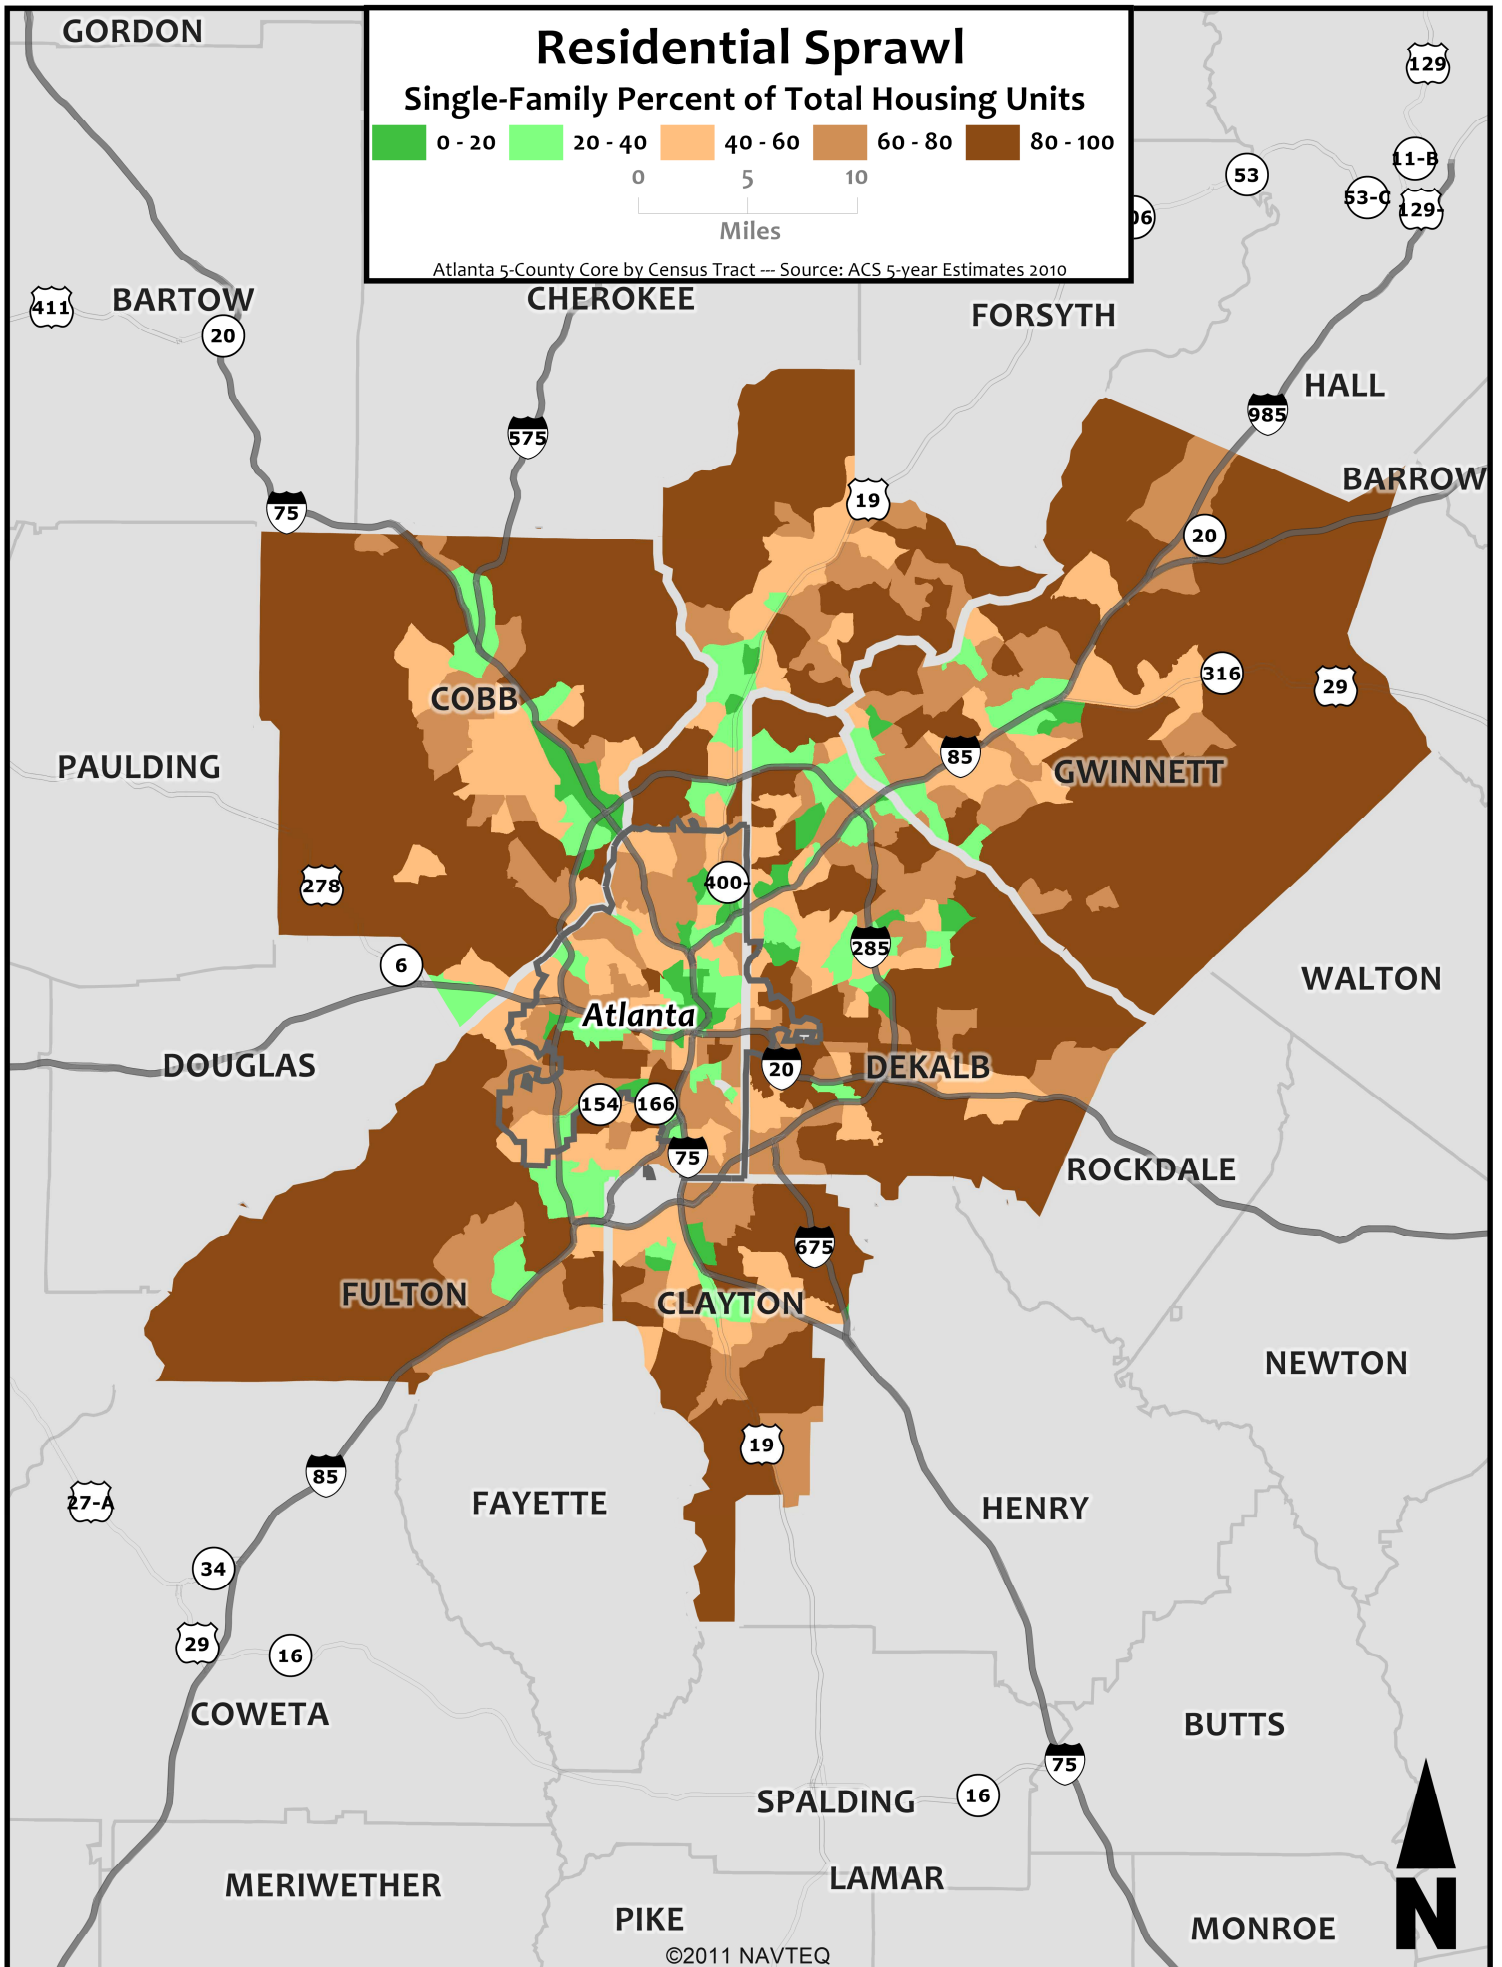 Residential Sprawl
Single-Family Percent of Total Housing Units
0 - 20 20 - 40 40 - 60 60 - 80 80 - 100
0 5 10
Miles
Atlanta 5-County Core by Census Tract --- Source: ACS 5-year Estimates 2010
GORDON
129
11-B
53
53-C
129-
06
411
BARTOW
CHEROKEE
FORSYTH
20
HALL
985
575
BARROW
75
19
20
316
29
COBB
PAULDING
85
GWINNETT
278
400-
285
6
WALTON
Atlanta
DOUGLAS
20
DEKALB
154
166
75
ROCKDALE
675
FULTON
CLAYTON
NEWTON
19
85
27-A
FAYETTE
HENRY
34
29
16
COWETA
BUTTS
75
SPALDING
16
LAMAR
MERIWETHER
PIKE
MONROE
N
©2011 NAVTEQ